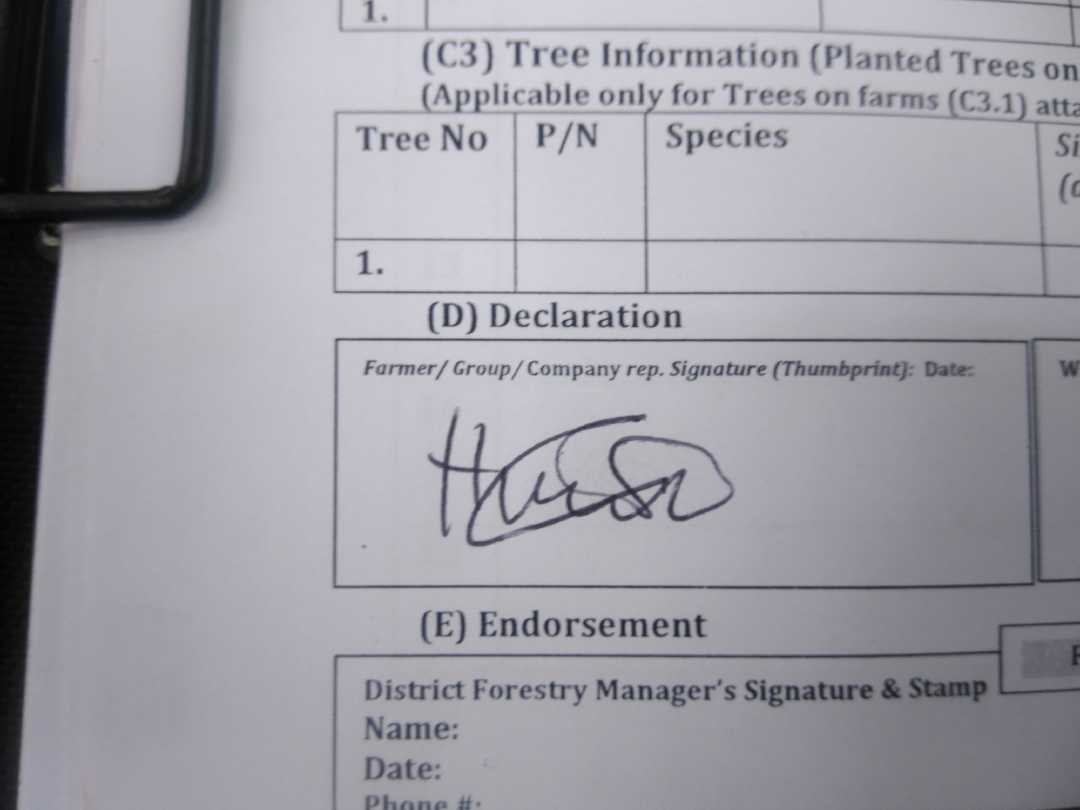 1.
(C3) Tree Information (Planted Trees on
(Applicable only for Trees on farms (C3.1) atta
Tree No P/N Species Si
(c
1.
(D) Declaration
Farmer/ Group/ Company rep. Signature (Thumbprint): Date: W
(E) Endorsement
District Forestry Manager's Signature & Stamp
Name:
Date:
Phone #: